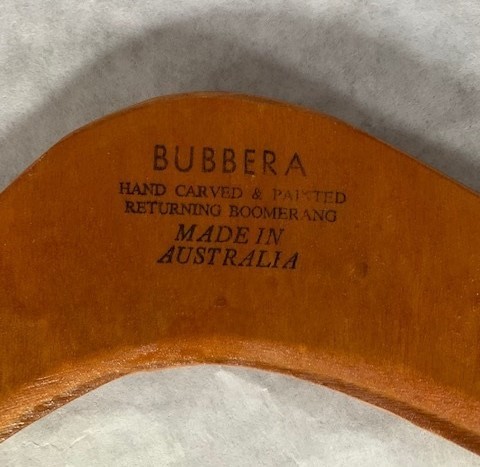 BUBBERA
HAND CARVED & PAINTED
RETURNING BOOMERANG
MADE IN
AUSTRALIA